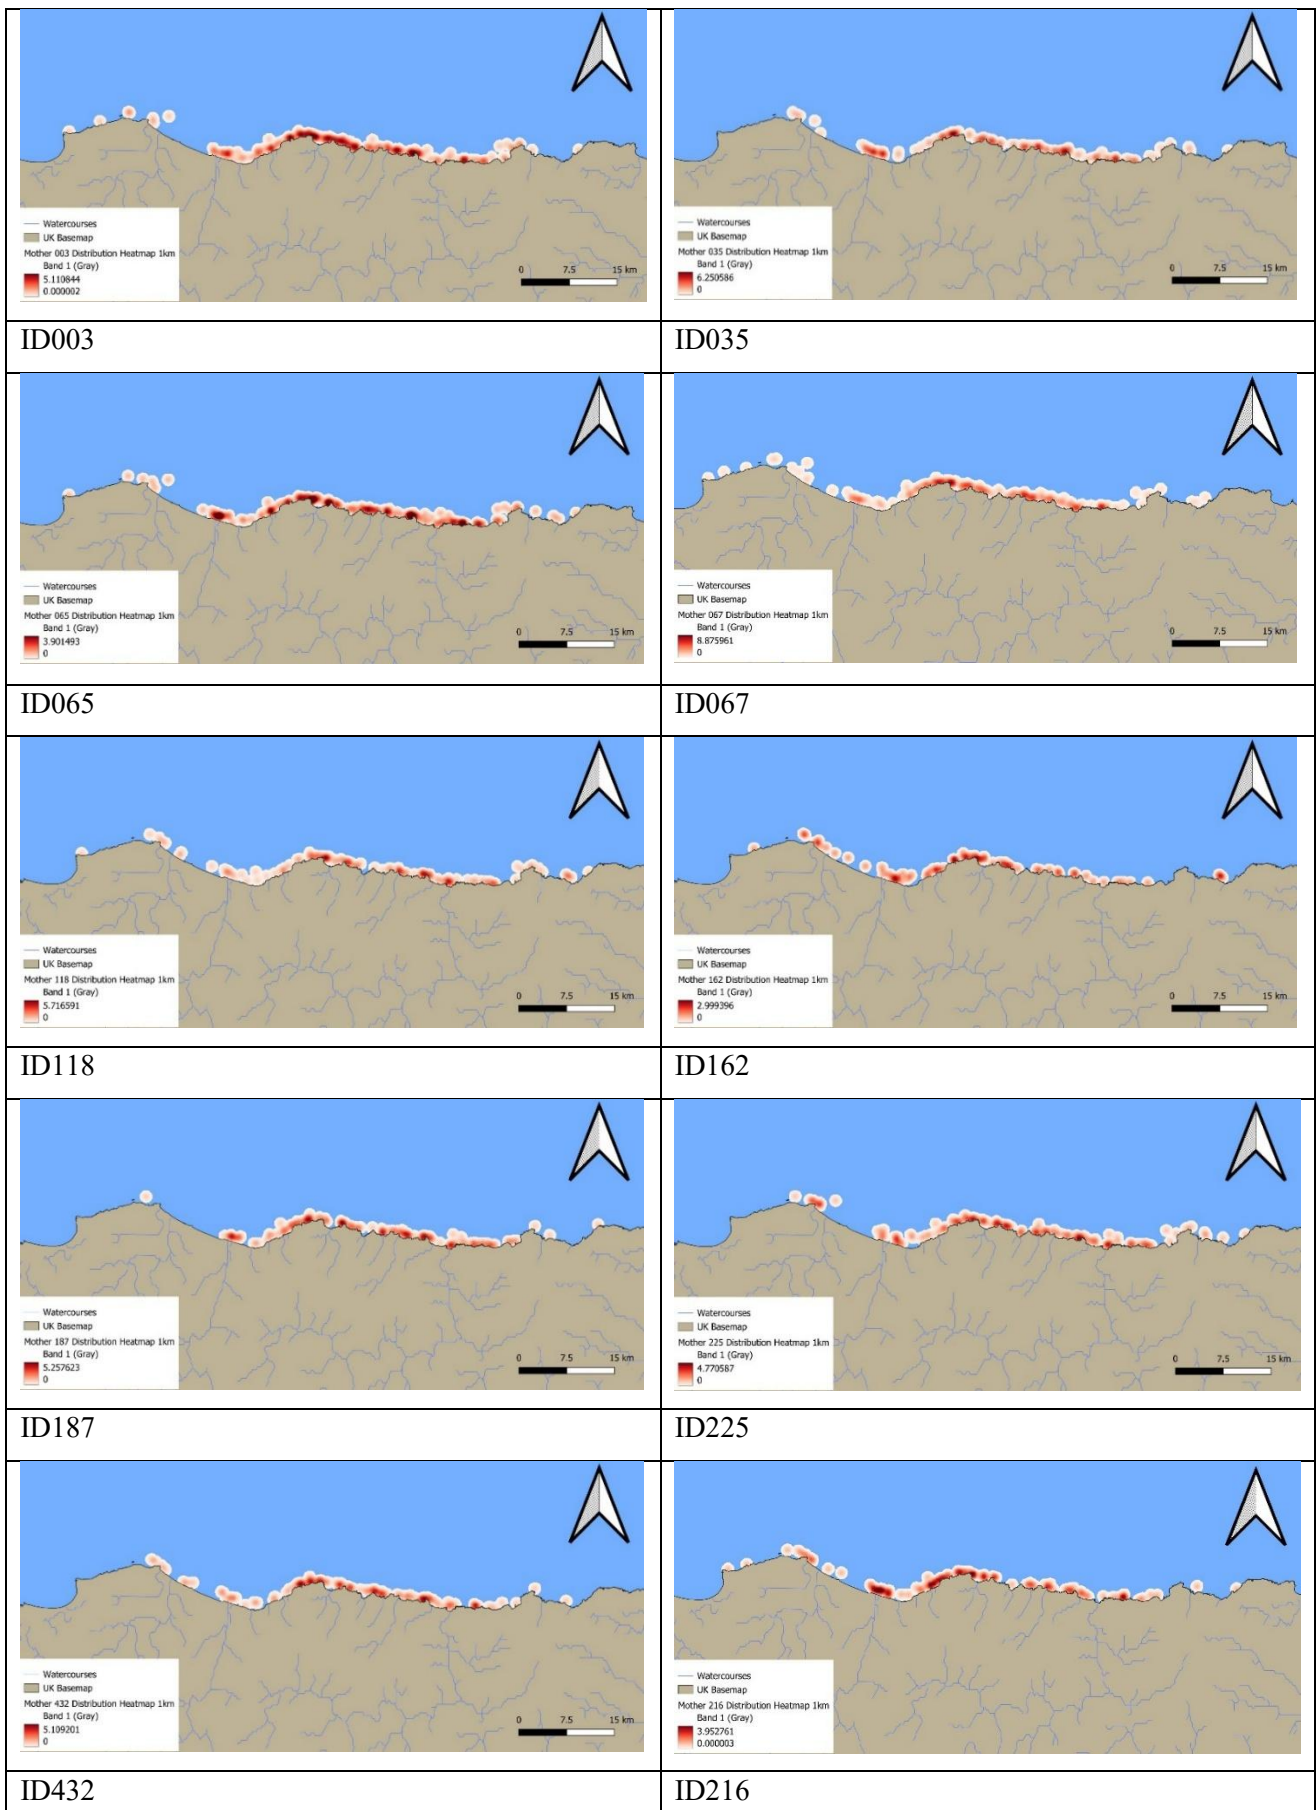 Watercourses
UK Basemap
Mother 003 Distribution Heatmap 1km
Band 1 (Gray)
5.110844
0.000002
0 7.5 15 km
Watercourses
UK Basemap
Mother 035 Distribution Heatmap 1km
Band 1 (Gray)
6.250586
0
0 7.5 15 km
ID003
ID035
Watercourses
UK Basemap
Mother 065 Distribution Heatmap 1km
Band 1 (Gray)
3.901493
0
0 7.5 15 km
Watercourses
UK Basemap
Mother 067 Distribution Heatmap 1km
Band 1 (Gray)
8.875961
0
0 7.5 15 km
ID065
ID067
Watercourses
UK Basemap
Mother 118 Distribution Heatmap 1km
Band 1 (Gray)
5.716591
0
0 7.5 15 km
Watercourses
UK Basemap
Mother 162 Distribution Heatmap 1km
Band 1 (Gray)
2.999396
0
0 7.5 15 km
ID118
ID162
Watercourses
UK Basemap
Mother 187 Distribution Heatmap 1km
Band 1 (Gray)
5.257623
0
0 7.5 15 km
Watercourses
UK Basemap
Mother 225 Distribution Heatmap 1km
Band 1 (Gray)
4.770587
0
0 7.5 15 km
ID187
ID225
Watercourses
UK Basemap
Mother 432 Distribution Heatmap 1km
Band 1 (Gray)
5.109201
0
0 7.5 15 km
Watercourses
UK Basemap
Mother 216 Distribution Heatmap 1km
Band 1 (Gray)
3.952761
0.000003
0 7.5 15 km
ID432
ID216